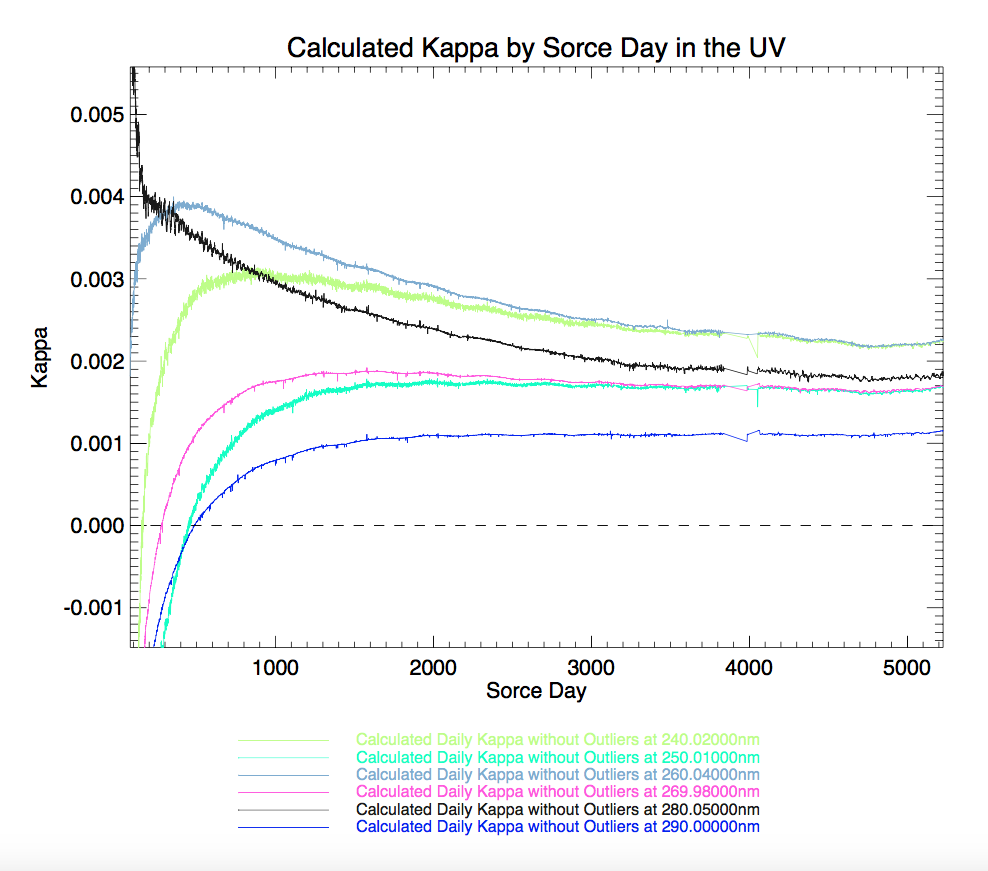 Calculated Kappa by Sorce Day in the UV
0.005
0.004
0.003
0.002
0.001
0.000
-0.001
Kappa
1000 2000 3000 4000 5000
Sorce Day
Calculated Daily Kappa without Outliers at 240.02000nm
Calculated Daily Kappa without Outliers at 250.01000nm
Calculated Daily Kappa without Outliers at 260.04000nm
Calculated Daily Kappa without Outliers at 269.98000nm
Calculated Daily Kappa without Outliers at 280.05000nm
Calculated Daily Kappa without Outliers at 290.00000nm